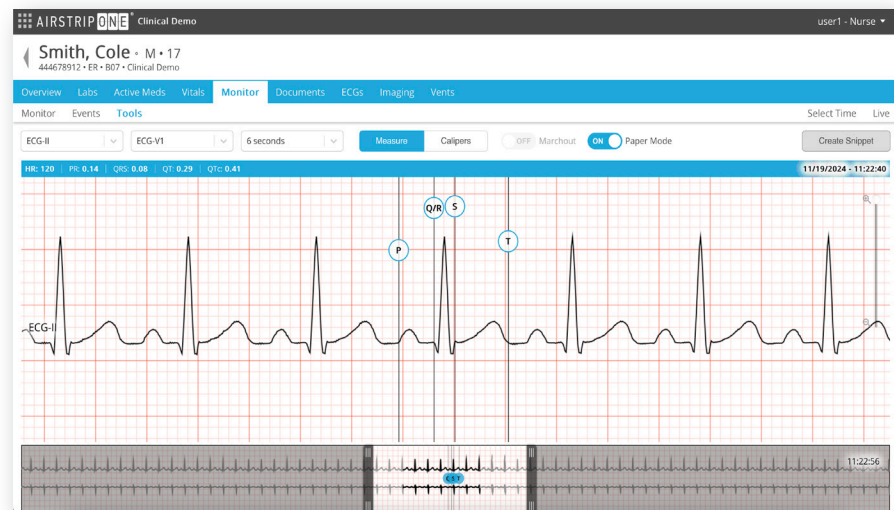 AIRSTRIP ONE® Clinical Demo
user1 - Nurse
Smith, Cole • M • 17
444678912 • ER • B07 • Clinical Demo
Overview Labs Active Meds Vitals Monitor Documents ECGs Imaging Vents
Monitor Events Tools
Select Time Live
ECG-II ECG-V1 6 seconds Measure Calipers OFF Marchout ON Paper Mode Create Snippet
HR: 120 | PR: 0.14 | QRS: 0.08 | QT: 0.29 | QTc: 0.41
11/19/2024 - 11:22:40
Q/R S
P T
ECG-II
11:22:56